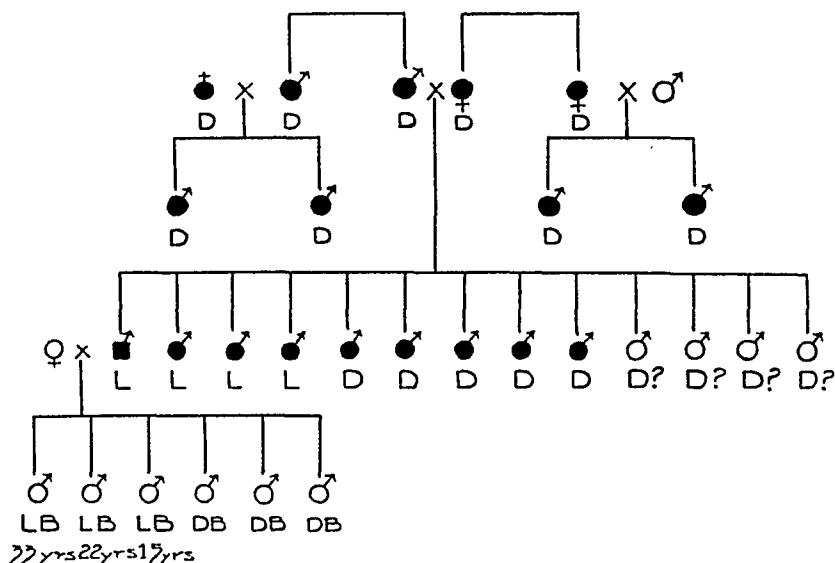 D D D D D
D D D D
L L L L D D D D D D? D? D? D?
LB LB LB DB DB DB
33yrs 22yrs 15yrs